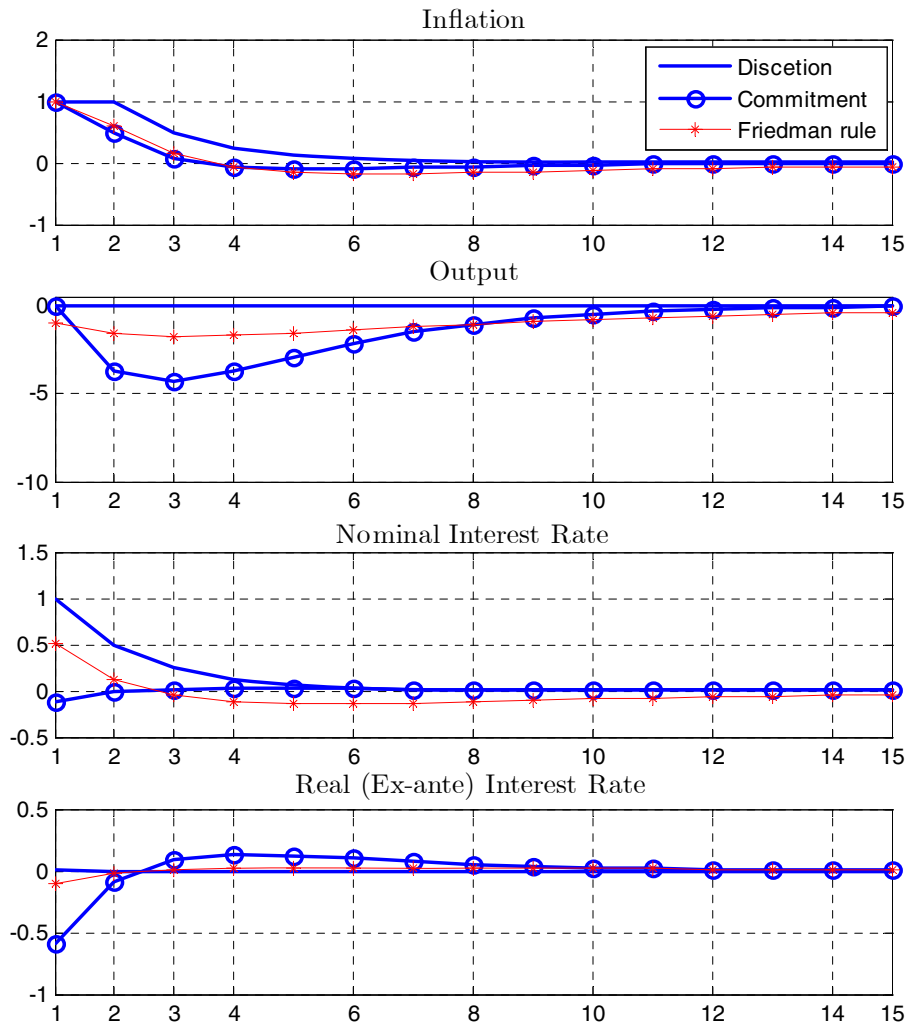 Inflation
2
1
0
-1
Discetion
Commitment
Friedman rule
1 2 3 4 6 8 10 12 14 15
Output
0
-5
-10
1 2 3 4 6 8 10 12 14 15
Nominal Interest Rate
1.5
1
0.5
0
-0.5
1 2 3 4 6 8 10 12 14 15
Real (Ex-ante) Interest Rate
0.5
0
-0.5
-1
1 2 3 4 6 8 10 12 14 15